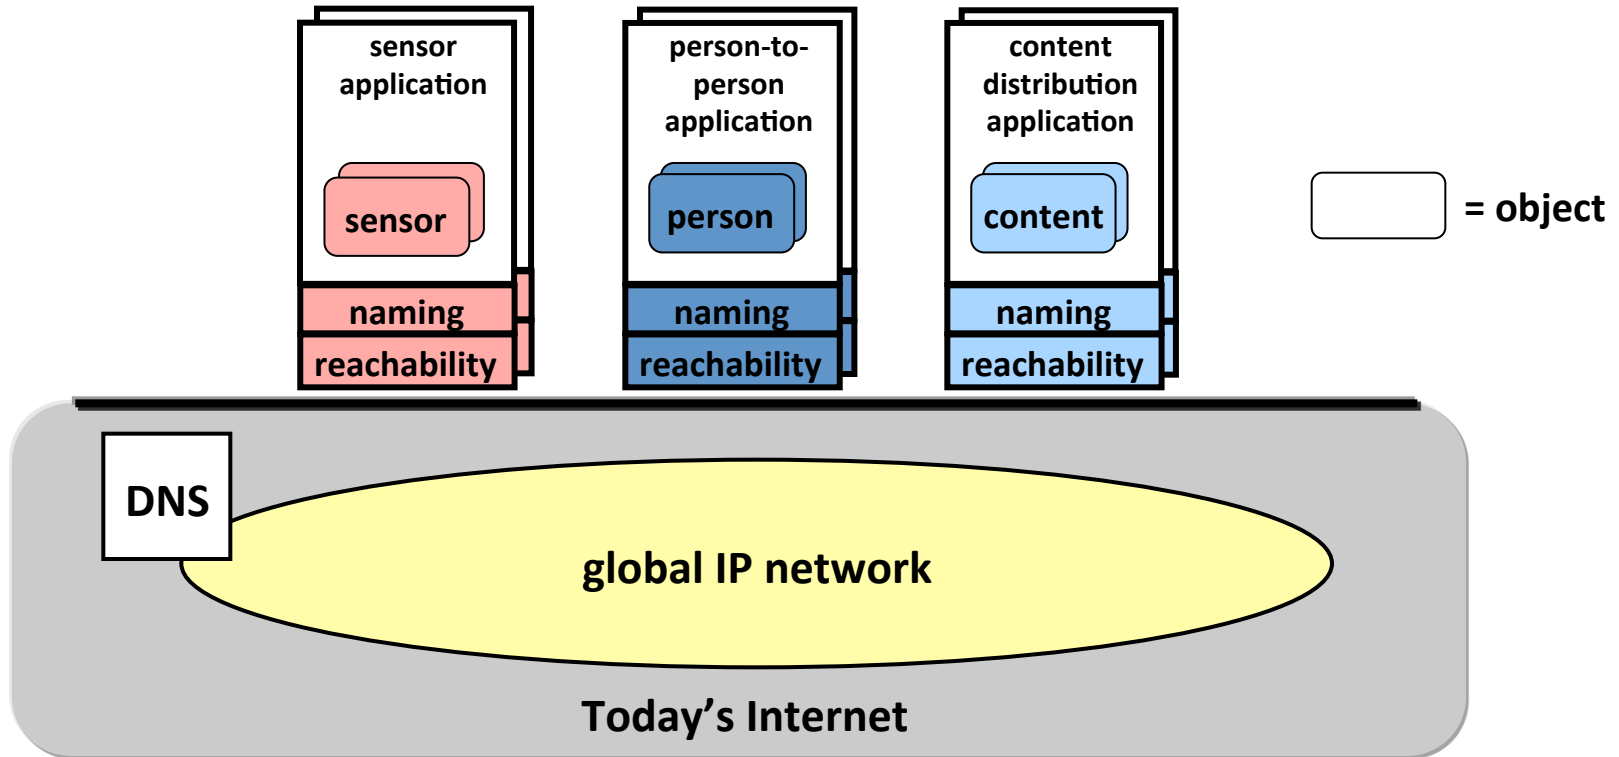 sensor
application
person-to-
person
application
content
distribution
application
sensor
person
content
= object
naming
naming
naming
reachability
reachability
reachability
DNS
global IP network
Today’s Internet